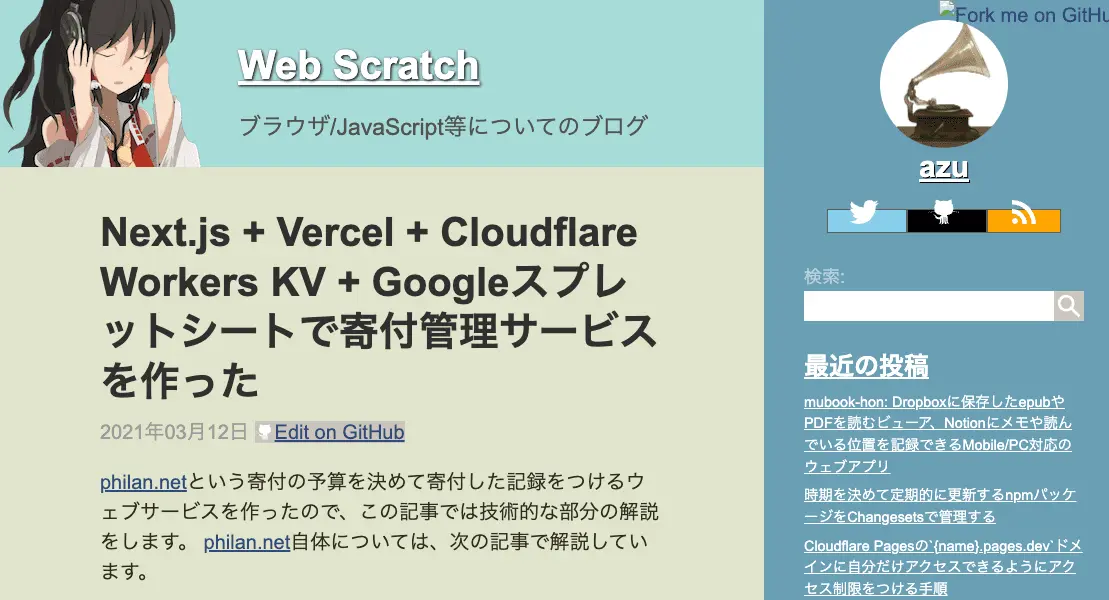 Web Scratch
ブラウザ/JavaScript等についてのブログ
Next.js + Vercel + Cloudflare
Workers KV + Googleスプレ
ットシートで寄付管理サービス
を作った
2021年03月12日 Edit on GitHub
philan.netという寄付の予算を決めて寄付した記録をつけるウ
ェブサービスを作ったので、この記事では技術的な部分の解説
をします。 philan.net自体については、次の記事で解説してい
ます。
Fork me on GitHu
azu
検索:
最近の投稿
mubook-hon: Dropboxに保存したepubや
PDFを読むビューア、Notionにメモや読ん
でいる位置を記録できるMobile/PC対応の
ウェブアプリ
時期を決めて定期的に更新するnpmパッケ
ージをChangesetsで管理する
Cloudflare Pagesの`{name}.pages.dev`ドメ
インに自分だけアクセスできるようにアク
セス制限をつける手順